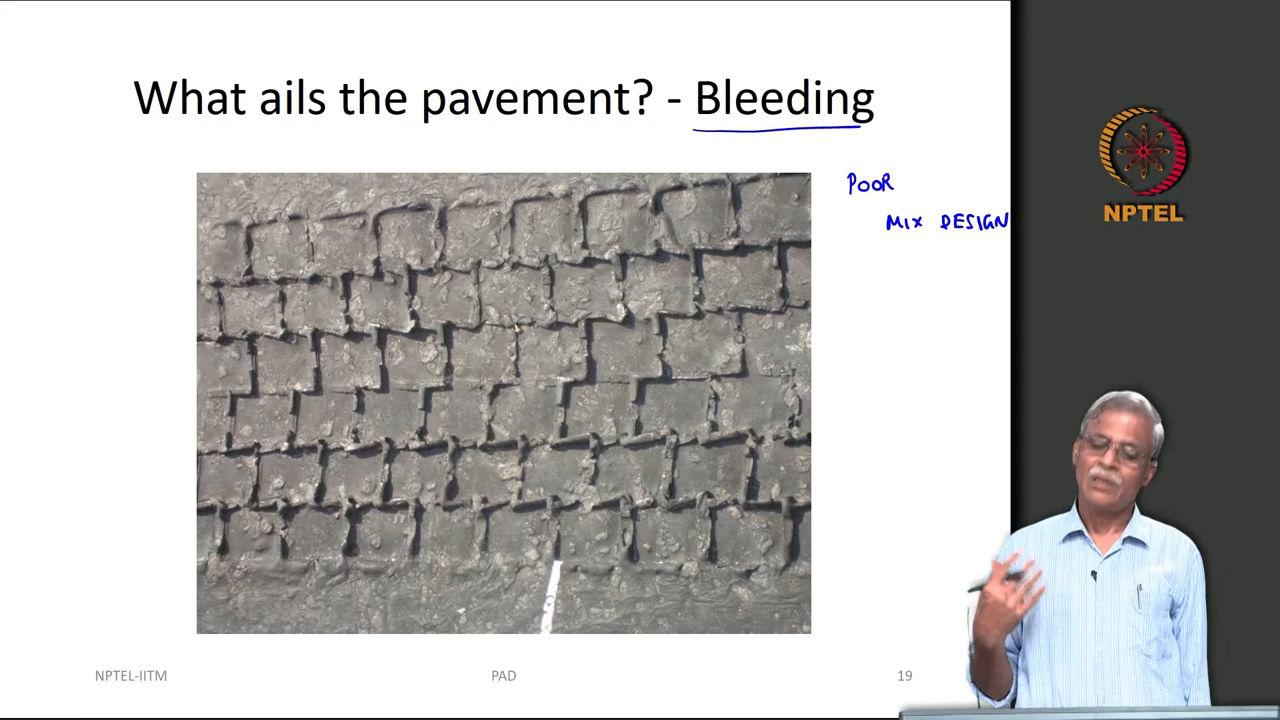 What ails the pavement? - Bleeding
POOR
MIX DESIGN
NPTEL
NPTEL-IITM
PAD
19